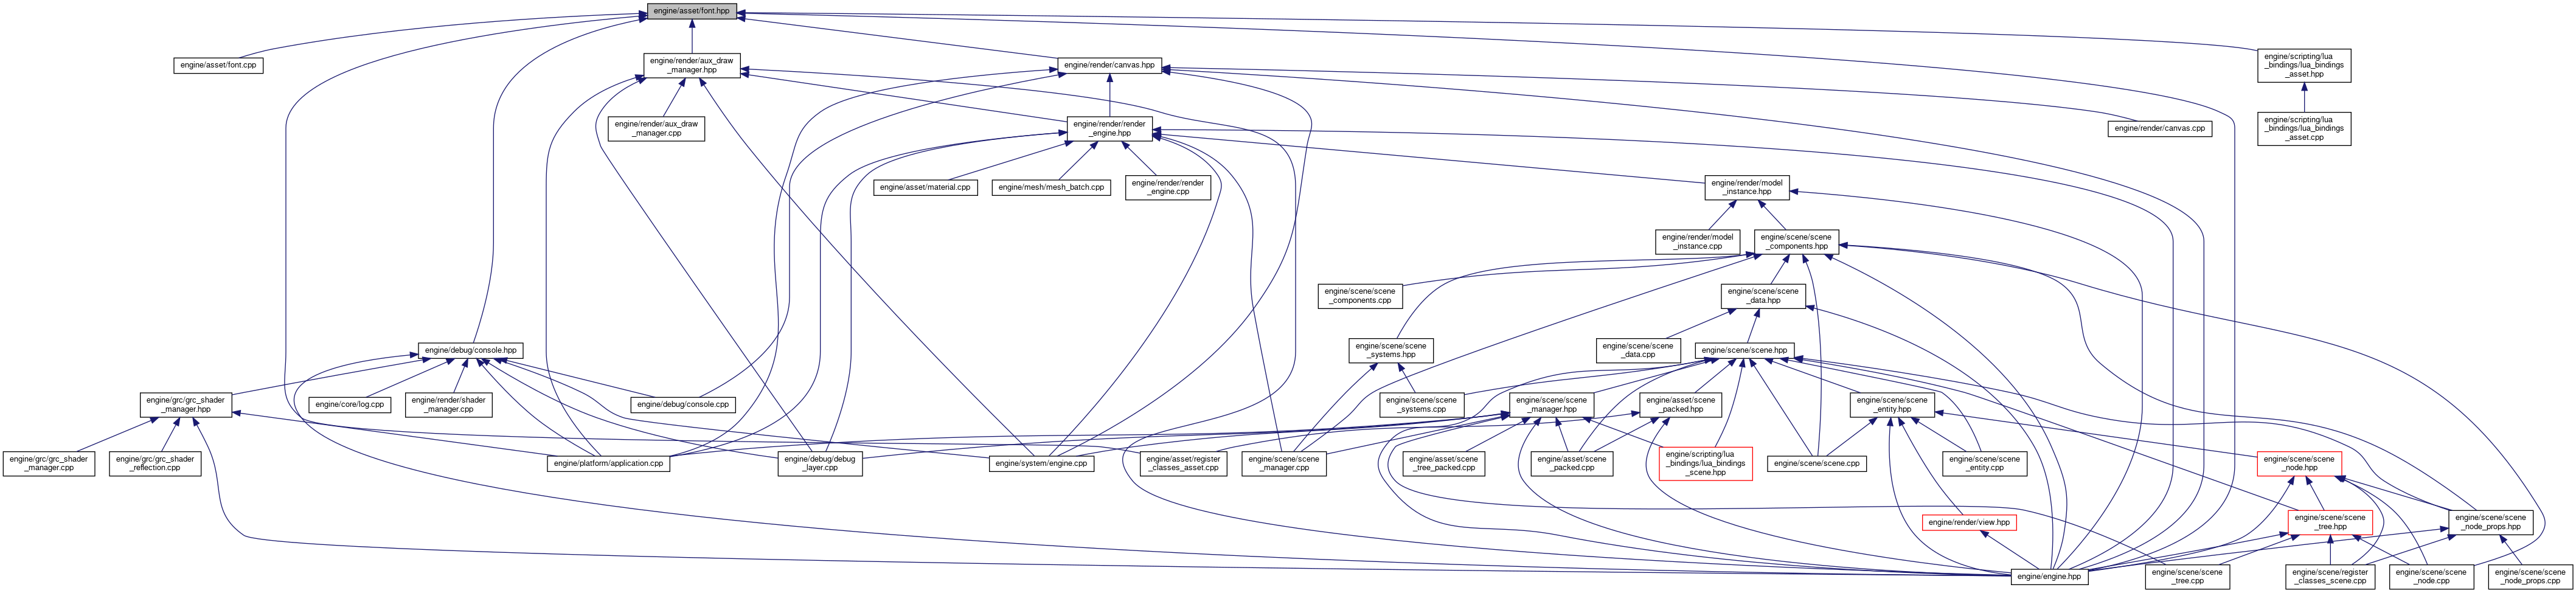 engine/asset/font.hpp
engine/asset/font.cpp
engine/render/aux_draw
_manager.hpp
engine/render/canvas.hpp
engine/scripting/lua
_bindings/lua_bindings
_asset.hpp
engine/render/aux_draw
_manager.cpp
engine/render/render
_engine.hpp
engine/render/canvas.cpp
engine/scripting/lua
_bindings/lua_bindings
_asset.cpp
engine/asset/material.cpp
engine/mesh/mesh_batch.cpp
engine/render/render
_engine.cpp
engine/render/model
_instance.hpp
engine/render/model
_instance.cpp
engine/scene/scene
_components.hpp
engine/scene/scene
_components.cpp
engine/scene/scene
_data.hpp
engine/debug/console.hpp
engine/scene/scene
_systems.hpp
engine/scene/scene
_data.cpp
engine/scene/scene.hpp
engine/grc/grc_shader
_manager.hpp
engine/core/log.cpp
engine/render/shader
_manager.cpp
engine/debug/console.cpp
engine/scene/scene
_systems.cpp
engine/scene/scene
_manager.hpp
engine/asset/scene
_packed.hpp
engine/scene/scene
_entity.hpp
engine/grc/grc_shader
_manager.cpp
engine/grc/grc_shader
_reflection.cpp
engine/platform/application.cpp
engine/debug/debug
_layer.cpp
engine/system/engine.cpp
engine/asset/register
_classes_asset.cpp
engine/scene/scene
_manager.cpp
engine/asset/scene
_tree_packed.cpp
engine/asset/scene
_packed.cpp
engine/scripting/lua
_bindings/lua_bindings
_scene.hpp
engine/scene/scene.cpp
engine/scene/scene
_entity.cpp
engine/scene/scene
_node.hpp
engine/render/view.hpp
engine/scene/scene
_tree.hpp
engine/scene/scene
_node_props.hpp
engine/engine.hpp
engine/scene/scene
_tree.cpp
engine/scene/register
_classes_scene.cpp
engine/scene/scene
_node.cpp
engine/scene/scene
_node_props.cpp